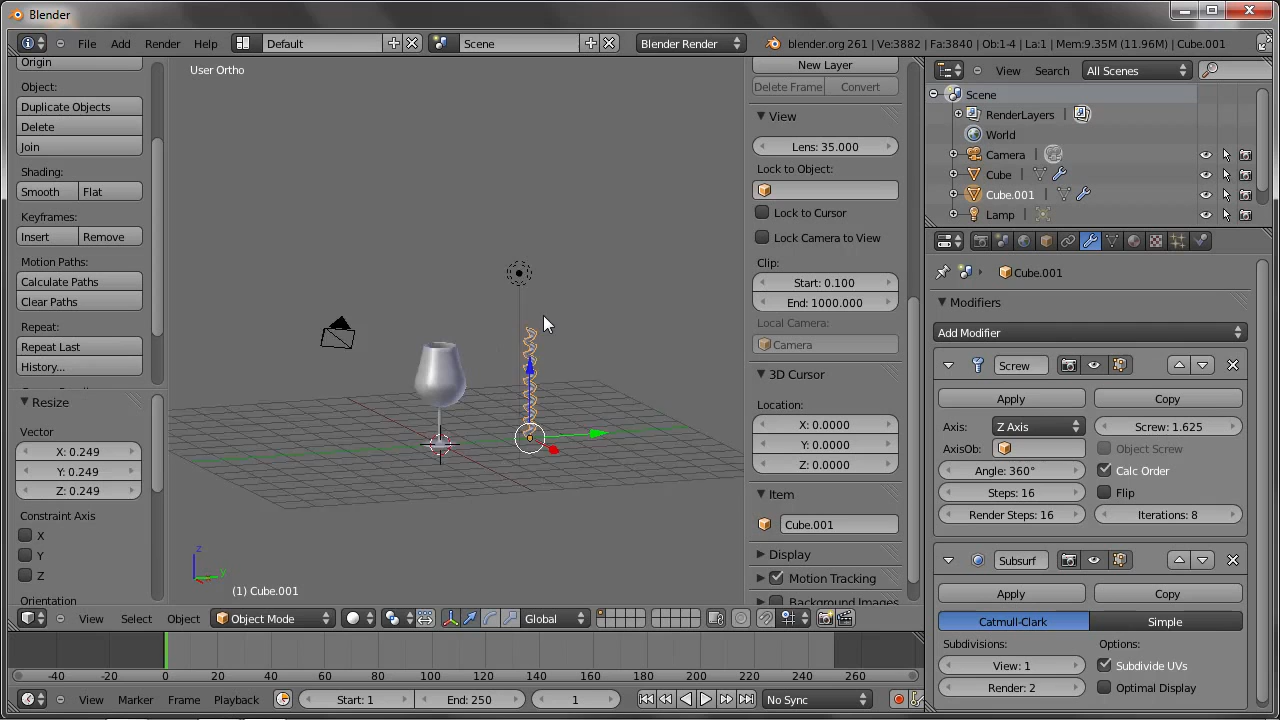 Blender
File Add Render Help Default Scene Blender Render blender.org 261 | Ve:3882 | Fa:3840 | Ob:1-4 | La:1 | Mem:9.35M (11.96M) | Cube.001
Origin
Object:
Duplicate Objects
Delete
Join
Shading:
Smooth Flat
Keyframes:
Insert Remove
Motion Paths:
Calculate Paths
Clear Paths
Repeat:
Repeat Last
History...
Resize
Vector
X: 0.249
Y: 0.249
Z: 0.249
Constraint Axis
X
Y
Z
Orientation
User Ortho
z
y
(1) Cube.001
New Layer
Delete Frame Convert
View
Lens: 35.000
Lock to Object:
Lock to Cursor
Lock Camera to View
Clip:
Start: 0.100
End: 1000.000
Local Camera:
Camera
3D Cursor
Location:
X: 0.0000
Y: 0.0000
Z: 0.0000
Item
Cube.001
Display
Motion Tracking
Background Images
View Search All Scenes
Scene
RenderLayers |
World
Camera |
Cube |
Cube.001 |
Lamp |
Cube.001
Modifiers
Add Modifier
Screw
Apply Copy
Axis: Z Axis Screw: 1.625
AxisOb: Object Screw
Angle: 360° Calc Order
Steps: 16 Flip
Render Steps: 16 Iterations: 8
Subsurf
Apply Copy
Catmull-Clark Simple
Subdivisions: Options:
View: 1 Subdivide UVs
Render: 2 Optimal Display
View Select Object Object Mode Global
-40 -20 0 20 40 60 80 100 120 140 160 180 200 220 240 260
View Marker Frame Playback Start: 1 End: 250 1 No Sync